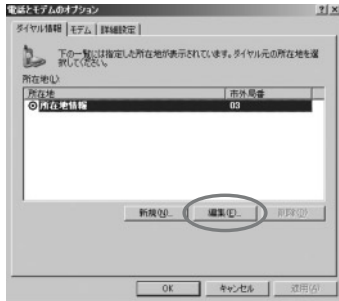 電話とモデムのオプション ? ×
ダイヤル情報 モデム 詳細設定
下の一覧には指定した所在地が表示されています。ダイヤル元の所在地を選
択してください。
所在地(L)
所在地 市外局番
所在地情報 03
新規(N)... 編集(E)... 削除(D)
OK キャンセル 適用(A)